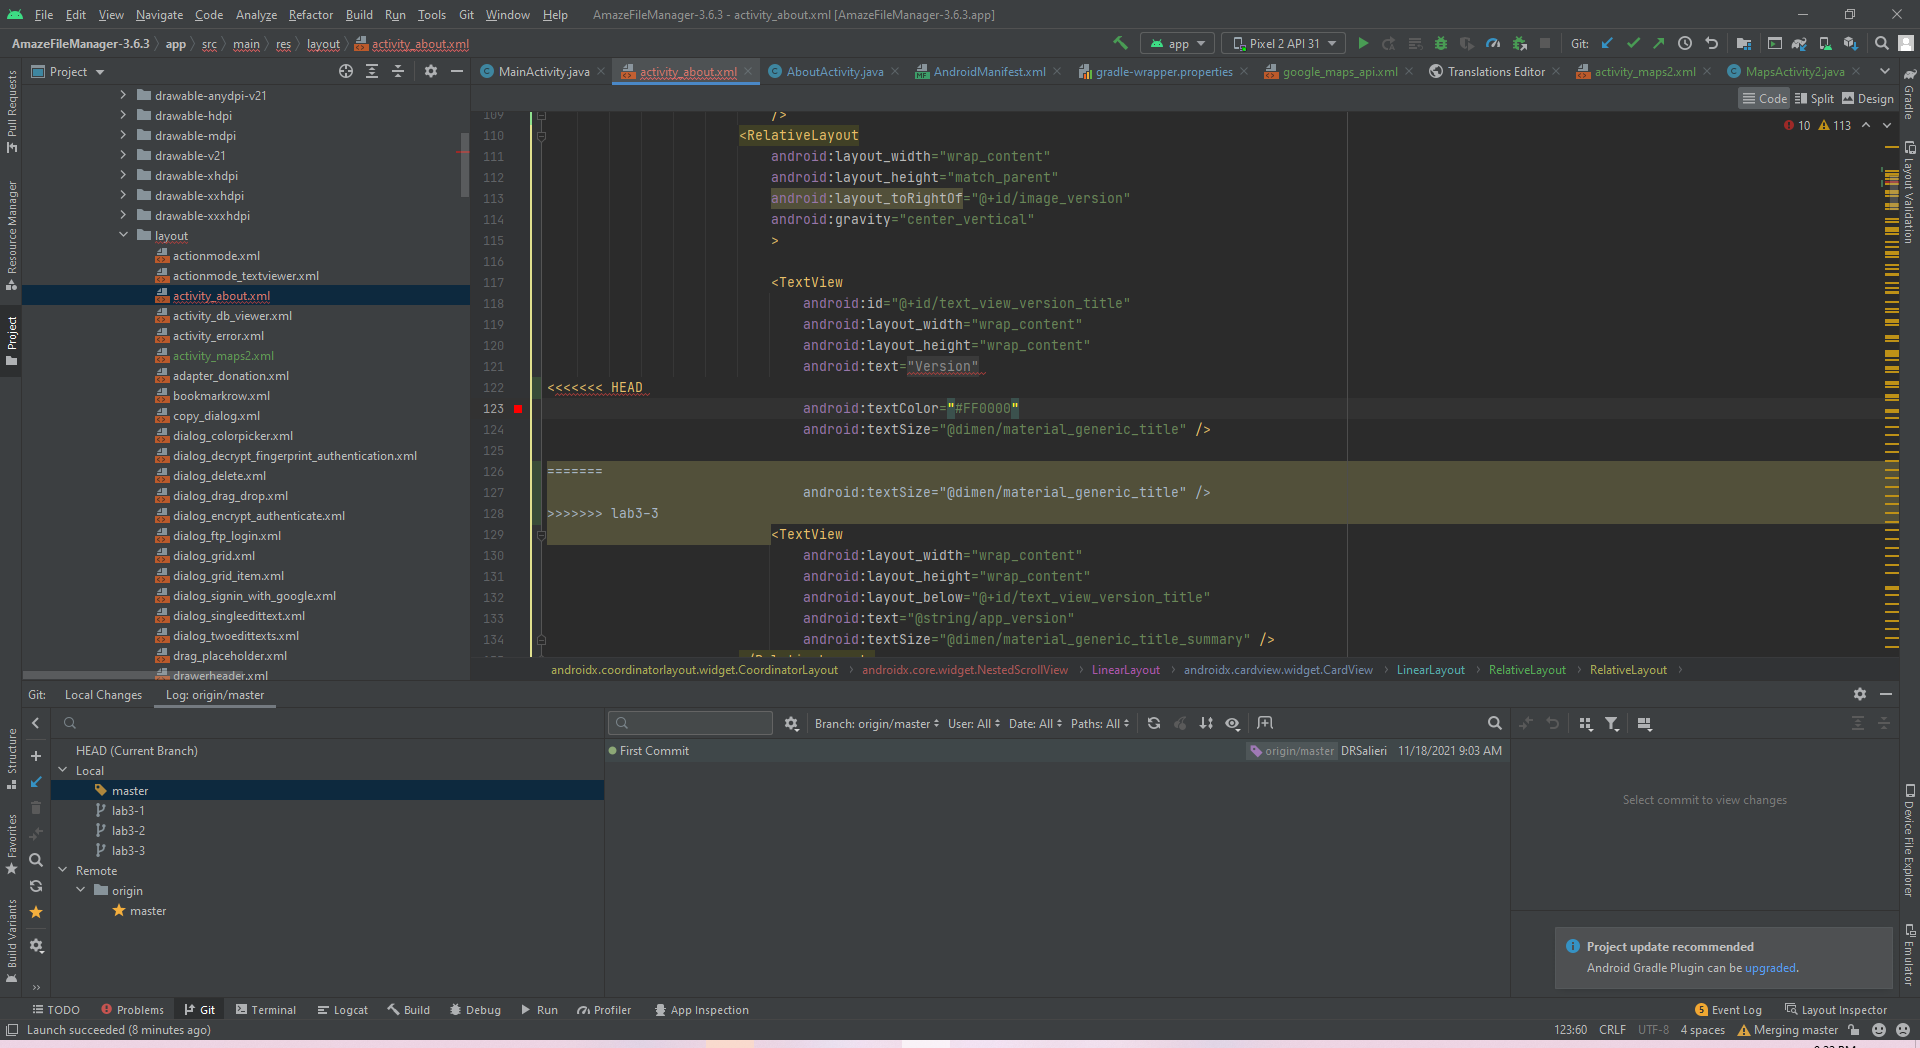 File Edit View Navigate Code Analyze Refactor Build Run Tools Git Window Help AmazeFileManager-3.6.3 - activity_about.xml [AmazeFileManager-3.6.3.app]
AmazeFileManager-3.6.3 app src main res layout activity_about.xml app Pixel 2 API 31 Git:
Project MainActivity.java activity_about.xml AboutActivity.java AndroidManifest.xml gradle-wrapper.properties google_maps_api.xml Translations Editor activity_maps2.xml MapsActivity2.java
Code Split Design
10 113
Pull Requests
Resource Manager
Project
Structure
Favorites
Build Variants
drawable-anydpi-v21
drawable-hdpi
drawable-mdpi
drawable-v21
drawable-xhdpi
drawable-xxhdpi
drawable-xxxhdpi
layout
actionmode.xml
actionmode_textviewer.xml
activity_about.xml
activity_db_viewer.xml
activity_error.xml
activity_maps2.xml
adapter_donation.xml
bookmarkrow.xml
copy_dialog.xml
dialog_colorpicker.xml
dialog_decrypt_fingerprint_authentication.xml
dialog_delete.xml
dialog_drag_drop.xml
dialog_encrypt_authenticate.xml
dialog_ftp_login.xml
dialog_grid.xml
dialog_grid_item.xml
dialog_signin_with_google.xml
dialog_singleedittext.xml
dialog_twoedittexts.xml
drag_placeholder.xml
drawerheader.xml
109 />
110 <RelativeLayout
111 android:layout_width="wrap_content"
112 android:layout_height="match_parent"
113 android:layout_toRightOf="@+id/image_version"
114 android:gravity="center_vertical"
115 >
116
117 <TextView
118 android:id="@+id/text_view_version_title"
119 android:layout_width="wrap_content"
120 android:layout_height="wrap_content"
121 android:text="Version"
122 <<<<<<< HEAD
123 android:textColor="#FF0000"
124 android:textSize="@dimen/material_generic_title" />
125
126 =======
127 android:textSize="@dimen/material_generic_title" />
128 >>>>>>> lab3-3
129 <TextView
130 android:layout_width="wrap_content"
131 android:layout_height="wrap_content"
132 android:layout_below="@+id/text_view_version_title"
133 android:text="@string/app_version"
134 android:textSize="@dimen/material_generic_title_summary" />
androidx.coordinatorlayout.widget.CoordinatorLayout androidx.core.widget.NestedScrollView LinearLayout androidx.cardview.widget.CardView LinearLayout RelativeLayout RelativeLayout
Gradle
Layout Validation
Device File Explorer
Emulator
Git: Local Changes Log: origin/master
Branch: origin/master User: All Date: All Paths: All
HEAD (Current Branch)
Local
master
lab3-1
lab3-2
lab3-3
Remote
origin
master
First Commit origin/master DRSalieri 11/18/2021 9:03 AM
Select commit to view changes
Project update recommended
Android Gradle Plugin can be upgraded.
TODO Problems Git Terminal Logcat Build Debug Run Profiler App Inspection 5 Event Log Layout Inspector
Launch succeeded (8 minutes ago) 123:60 CRLF UTF-8 4 spaces Merging master